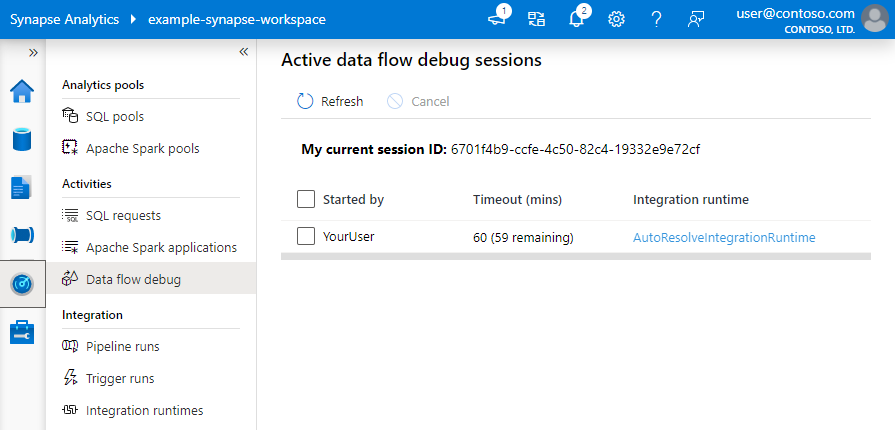 Synapse Analytics example-synapse-workspace 1 2 user@contoso.com
CONTOSO, LTD.
Analytics pools
SQL pools
Apache Spark pools
Activities
SQL requests
Apache Spark applications
Data flow debug
Integration
Pipeline runs
Trigger runs
Integration runtimes
Active data flow debug sessions
Refresh Cancel
My current session ID: 6701f4b9-ccfe-4c50-82c4-19332e9e72cf
Started by Timeout (mins) Integration runtime
YourUser 60 (59 remaining) AutoResolveIntegrationRuntime